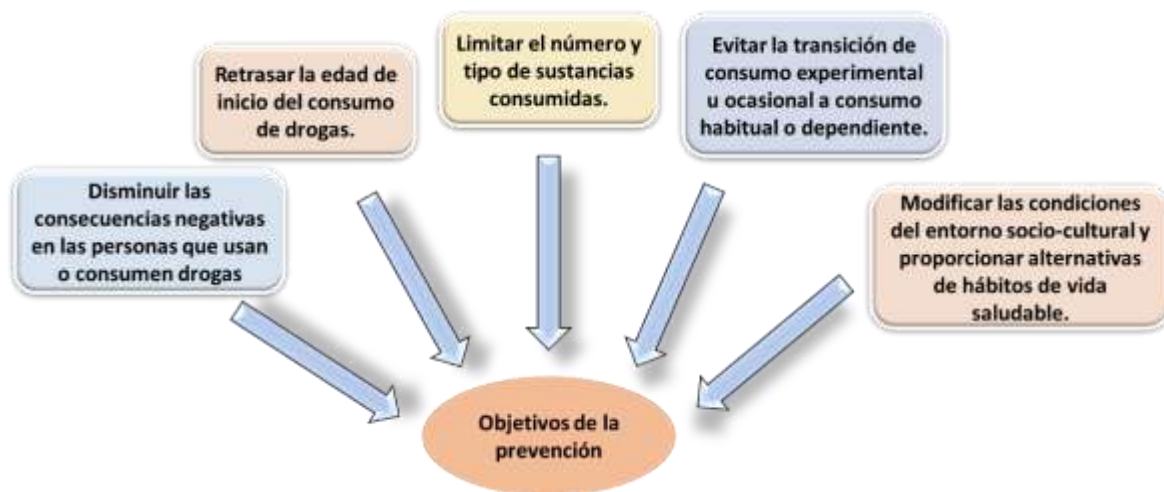 Disminuir las
consecuencias negativas
en las personas que usan
o consumen drogas
Retrasar la edad de
inicio del consumo
de drogas.
Limitar el número y
tipo de sustancias
consumidas.
Evitar la transición de
consumo experimental
u ocasional a consumo
habitual o dependiente.
Modificar las condiciones
del entorno socio-cultural y
proporcionar alternativas
de hábitos de vida
saludable.
Objetivos de la
prevención